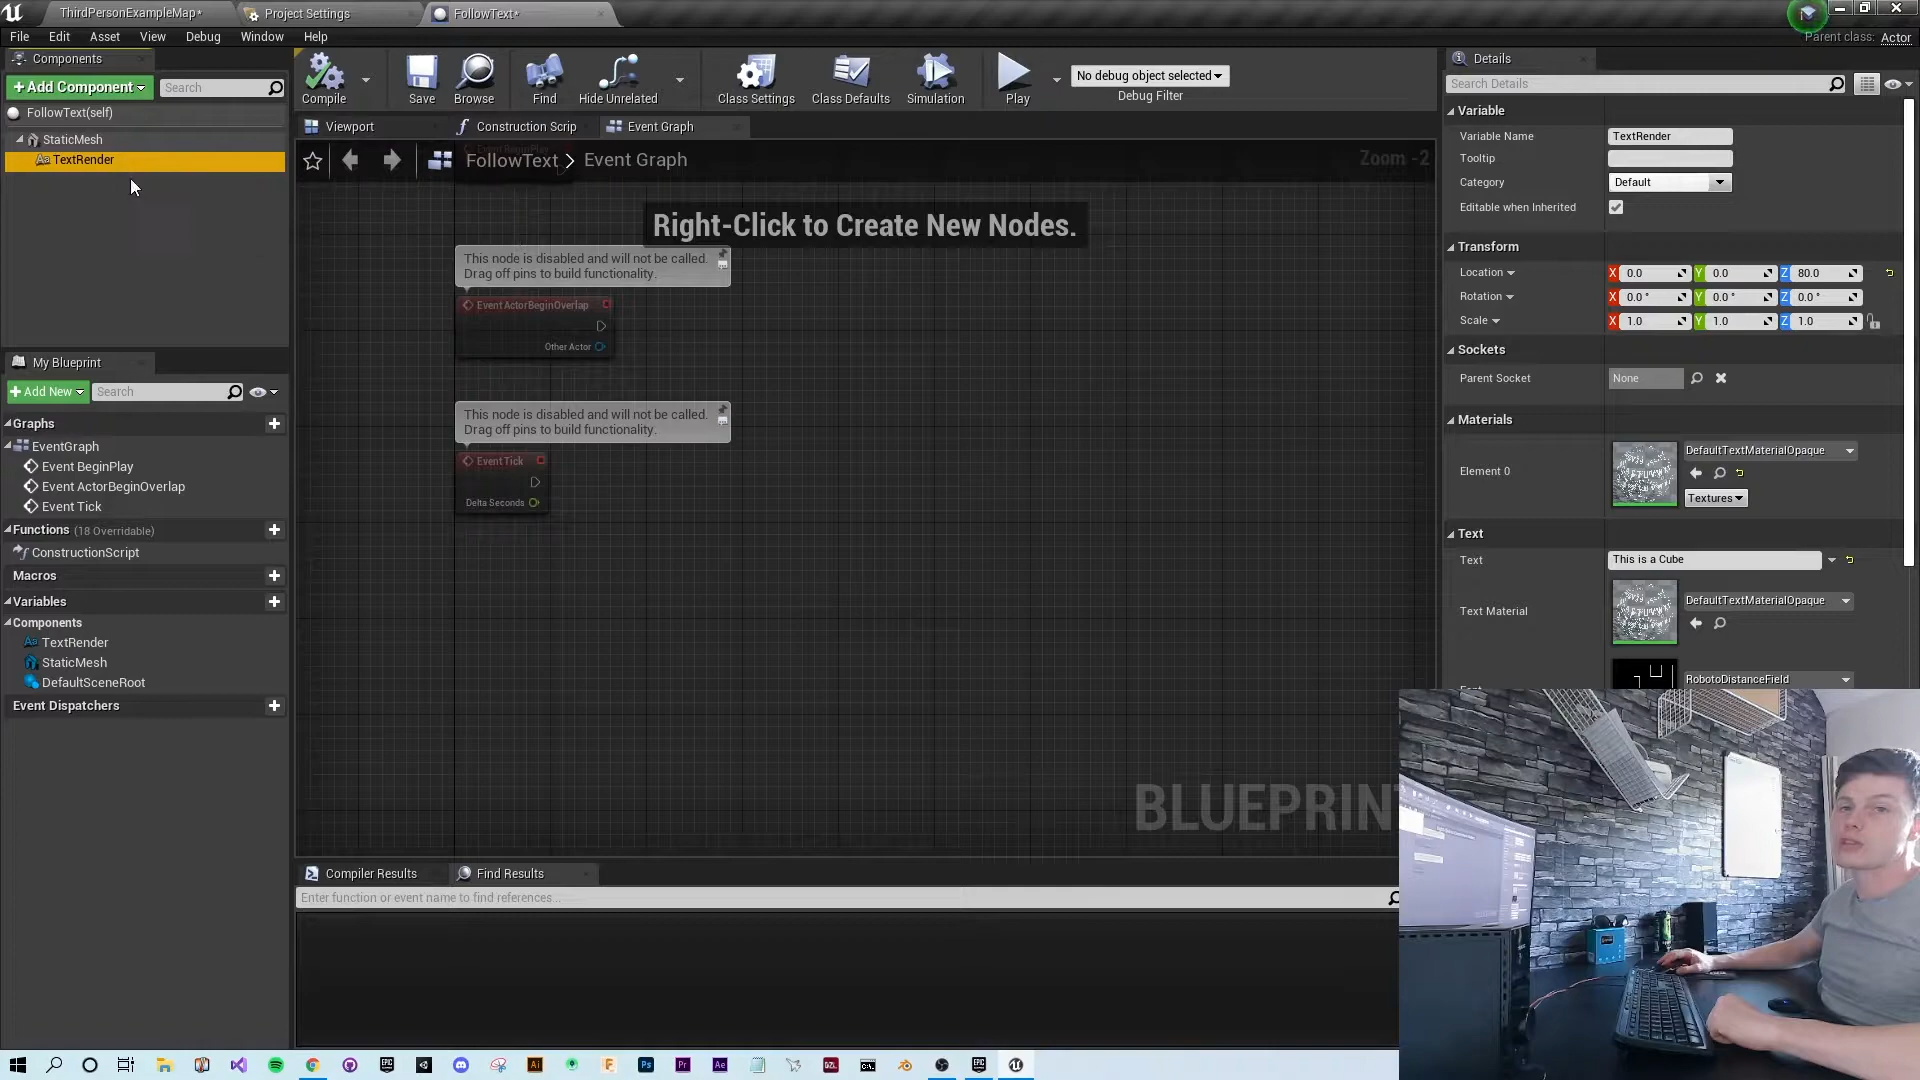 ThirdPersonExampleMap*
Project Settings
FollowText*
File Edit Asset View Debug Window Help
Parent class: Actor
Components
+Add Component
Search
FollowText(self)
StaticMesh
TextRender
Compile
Save
Browse
Find
Hide Unrelated
Class Settings
Class Defaults
Simulation
Play
No debug object selected
Debug Filter
Viewport
Construction Scrip
Event Graph
FollowText > Event Graph
Zoom -2
Right-Click to Create New Nodes.
This node is disabled and will not be called.
Drag off pins to build functionality.
Event ActorBeginOverlap
Other Actor
This node is disabled and will not be called.
Drag off pins to build functionality.
Event Tick
Delta Seconds
BLUEPRIN
My Blueprint
+Add New
Search
Graphs
EventGraph
Event BeginPlay
Event ActorBeginOverlap
Event Tick
Functions (18 Overridable)
ConstructionScript
Macros
Variables
Components
TextRender
StaticMesh
DefaultSceneRoot
Event Dispatchers
Compiler Results
Find Results
Enter function or event name to find references...
Details
Search Details
Variable
Variable Name TextRender
Tooltip
Category Default
Editable when Inherited
Transform
Location X 0.0 Y 0.0 Z 80.0
Rotation X 0.0 ° Y 0.0 ° Z 0.0 °
Scale X 1.0 Y 1.0 Z 1.0
Sockets
Parent Socket None
Materials
Element 0
DefaultTextMaterialOpaque
Textures
Text
Text This is a Cube
Text Material
DefaultTextMaterialOpaque
RobotoDistanceField